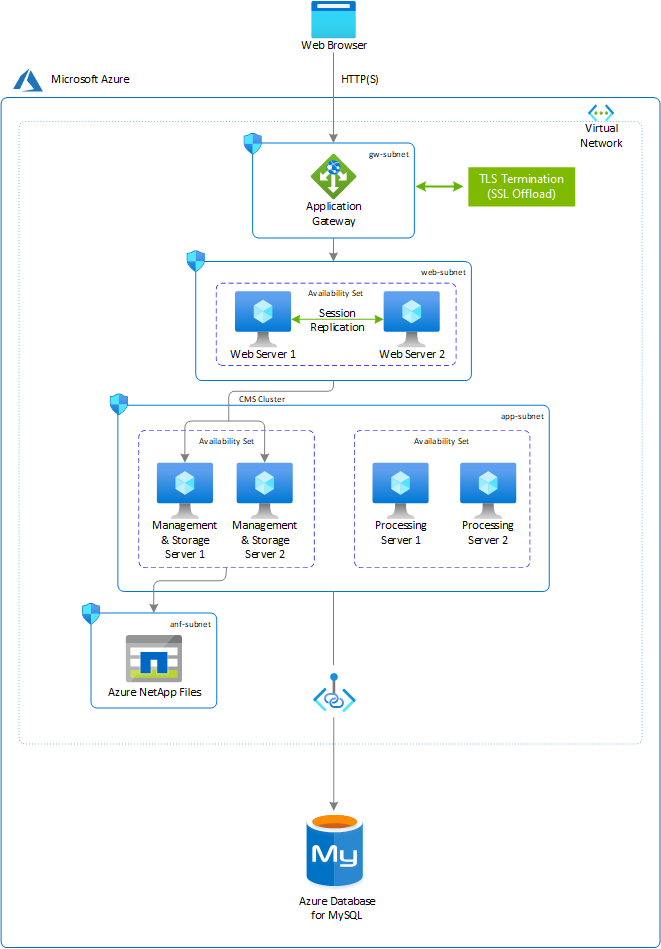 Web Browser
Microsoft Azure
HTTP(S)
Virtual
Network
gw-subnet
Application
Gateway
TLS Termination
(SSL Offload)
web-subnet
Availability Set
Session
Replication
Web Server 1
Web Server 2
CMS Cluster
app-subnet
Availability Set
Availability Set
Management
& Storage
Server 1
Management
& Storage
Server 2
Processing
Server 1
Processing
Server 2
anf-subnet
Azure NetApp Files
My
Azure Database
for MySQL